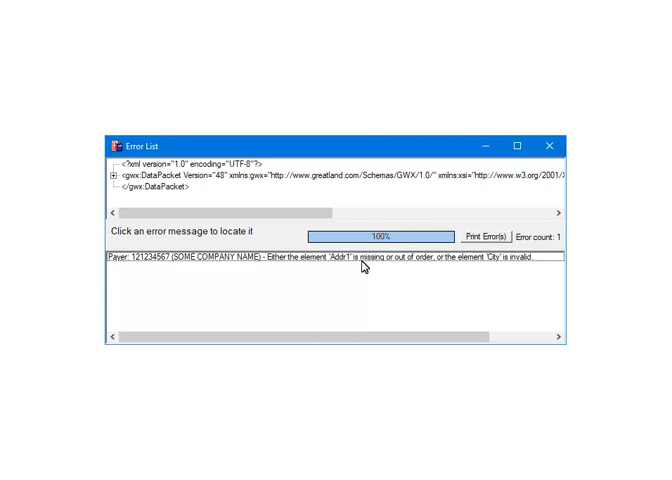 Error List
<?xml version="1.0" encoding="UTF-8"?>
<gwx:DataPacket Version="48" xmlns:gwx="http://www.greatland.com/Schemas/GWX/1.0/" xmlns:xsi="http://www.w3.org/2001/
</gwx:DataPacket>
Click an error message to locate it
100%
Print Error(s)
Error count: 1
Payer: 121234567 (SOME COMPANY NAME) - Either the element 'Addr1' is missing or out of order, or the element 'City' is invalid.